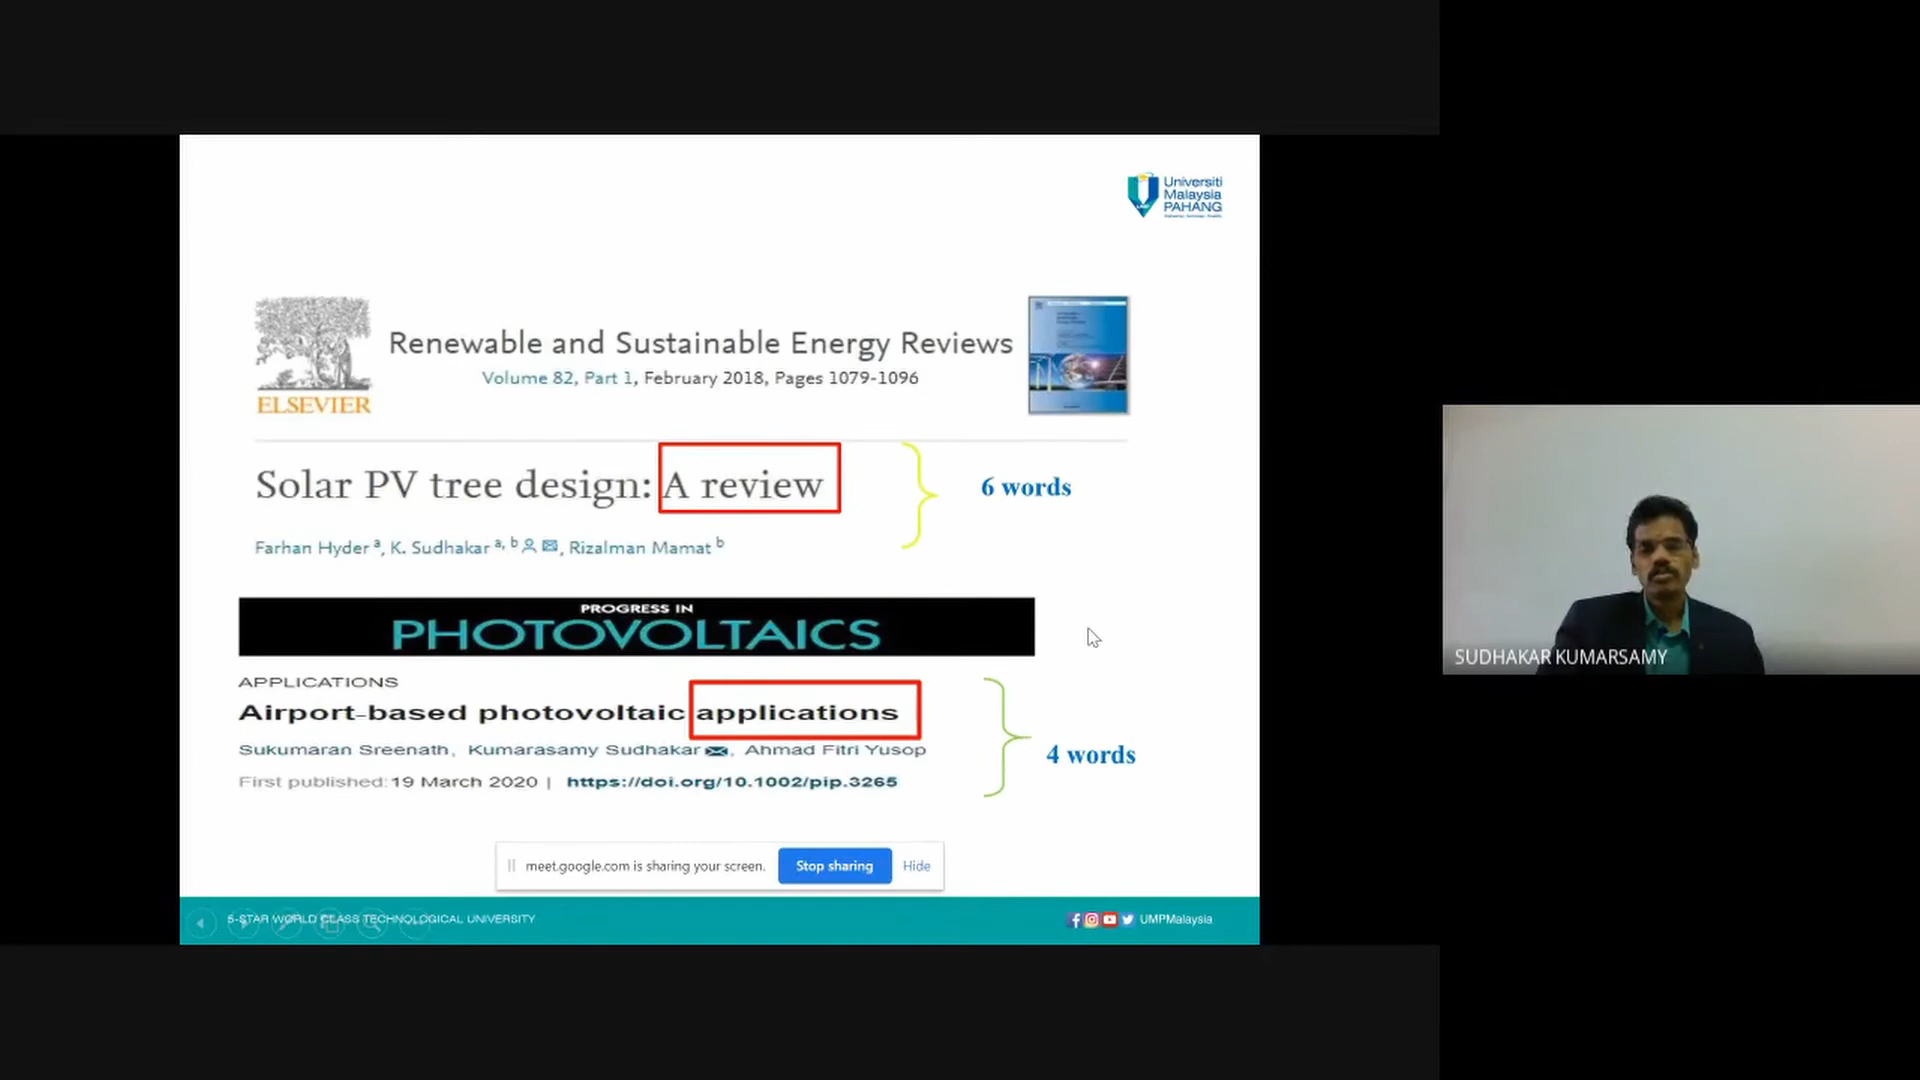 Universiti
Malaysia
PAHANG
Renewable and Sustainable Energy Reviews
Volume 82, Part 1, February 2018, Pages 1079-1096
ELSEVIER
Solar PV tree design: A review
6 words
Farhan Hyder a, K. Sudhakar a, b, Rizalman Mamat b
PROGRESS IN
PHOTOVOLTAICS
APPLICATIONS
Airport-based photovoltaic applications
Sukumaran Sreenath, Kumarasamy Sudhakar, Ahmad Fitri Yusop
4 words
First published: 19 March 2020 | https://doi.org/10.1002/pip.3265
meet.google.com is sharing your screen. Stop sharing Hide
5-STAR WORLD CLASS TECHNOLOGICAL UNIVERSITY
UMPMalaysia
SUDHAKAR KUMARSAMY